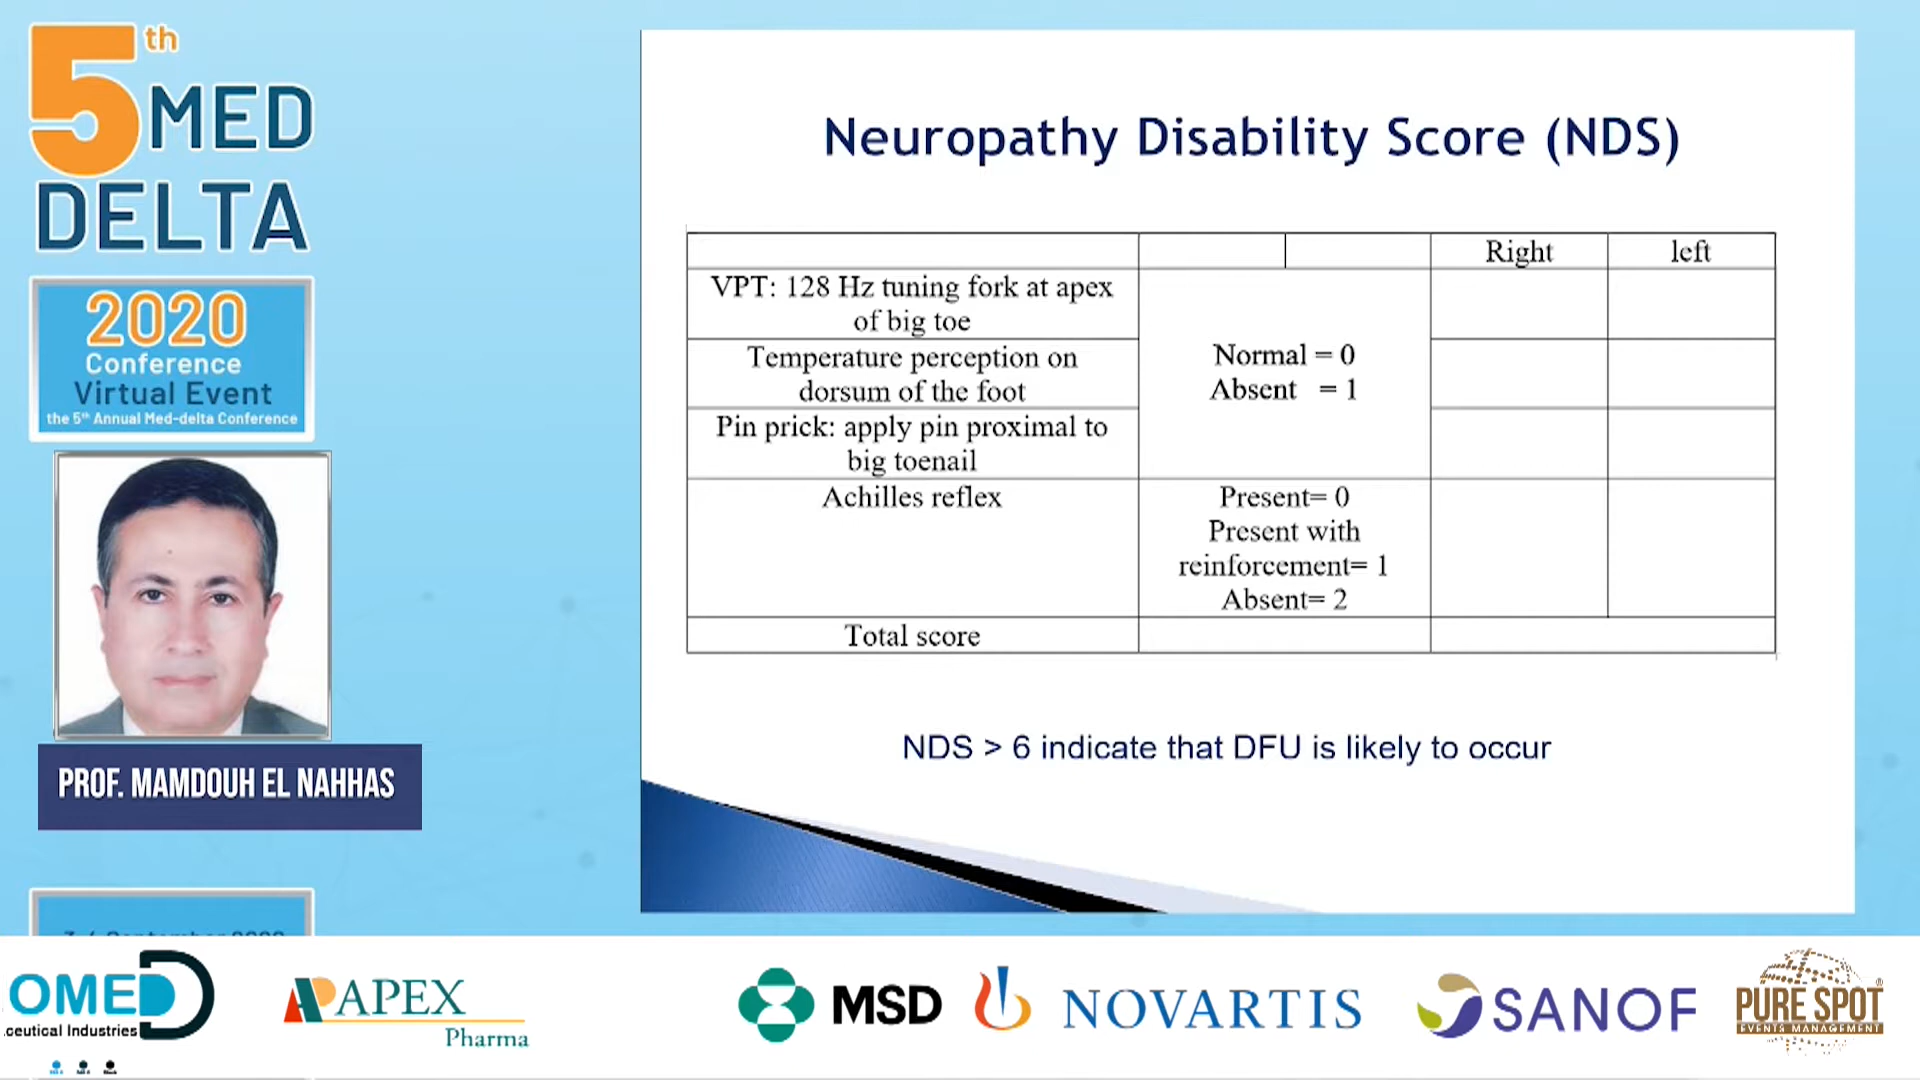 5th MED
DELTA
2020
Conference
Virtual Event
the 5th Annual Med-delta Conference
PROF. MAMDOUH EL NAHHAS
Neuropathy Disability Score (NDS)
Right left
VPT: 128 Hz tuning fork at apex
of big toe
Temperature perception on
dorsum of the foot
Pin prick: apply pin proximal to
big toenail
Normal = 0
Absent = 1
Achilles reflex
Present= 0
Present with
reinforcement= 1
Absent= 2
Total score
NDS > 6 indicate that DFU is likely to occur
OMED
ceutical Industries
APEX
Pharma
MSD
NOVARTIS
SANOF
PURE SPOT
EVENTS MANAGEMENT